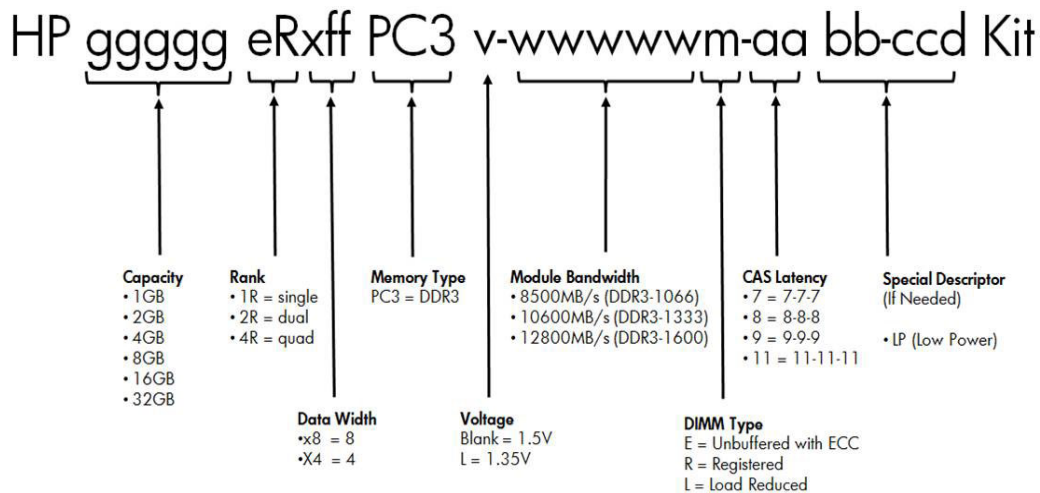 HP ggggg eRxff PC3 v-wwwwwm-aa bb-ccd Kit
Capacity
• 1GB
• 2GB
• 4GB
• 8GB
• 16GB
• 32GB
Rank
• 1R = single
• 2R = dual
• 4R = quad
Memory Type
PC3 = DDR3
Module Bandwidth
• 8500MB/s (DDR3-1066)
• 10600MB/s (DDR3-1333)
• 12800MB/s (DDR3-1600)
CAS Latency
• 7 = 7-7-7
• 8 = 8-8-8
• 9 = 9-9-9
• 11 = 11-11-11
Special Descriptor
(If Needed)
• LP (Low Power)
Data Width
•x8 = 8
•X4 = 4
Voltage
Blank = 1.5V
L = 1.35V
DIMM Type
E = Unbuffered with ECC
R = Registered
L = Load Reduced